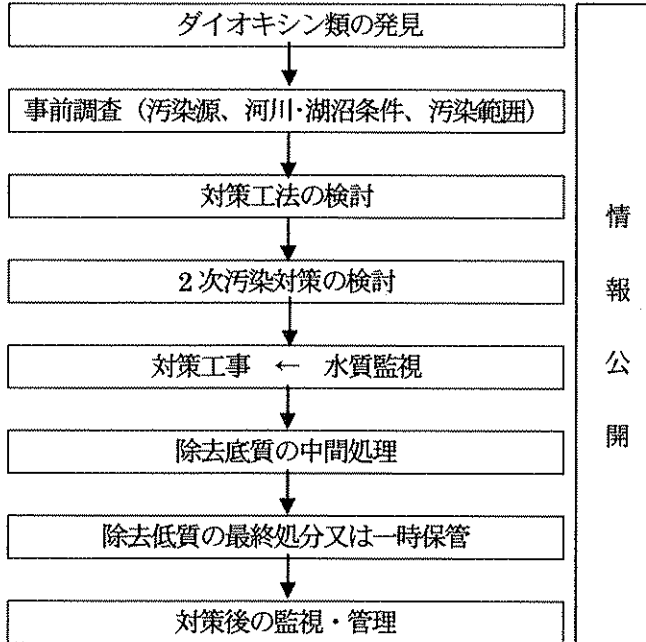 ダイオキシン類の発見
事前調査(汚染源、河川・湖沼条件、汚染範囲)
対策工法の検討
2次汚染対策の検討
対策工事 ← 水質監視
除去底質の中間処理
除去低質の最終処分又は一時保管
対策後の監視・管理
情報公開